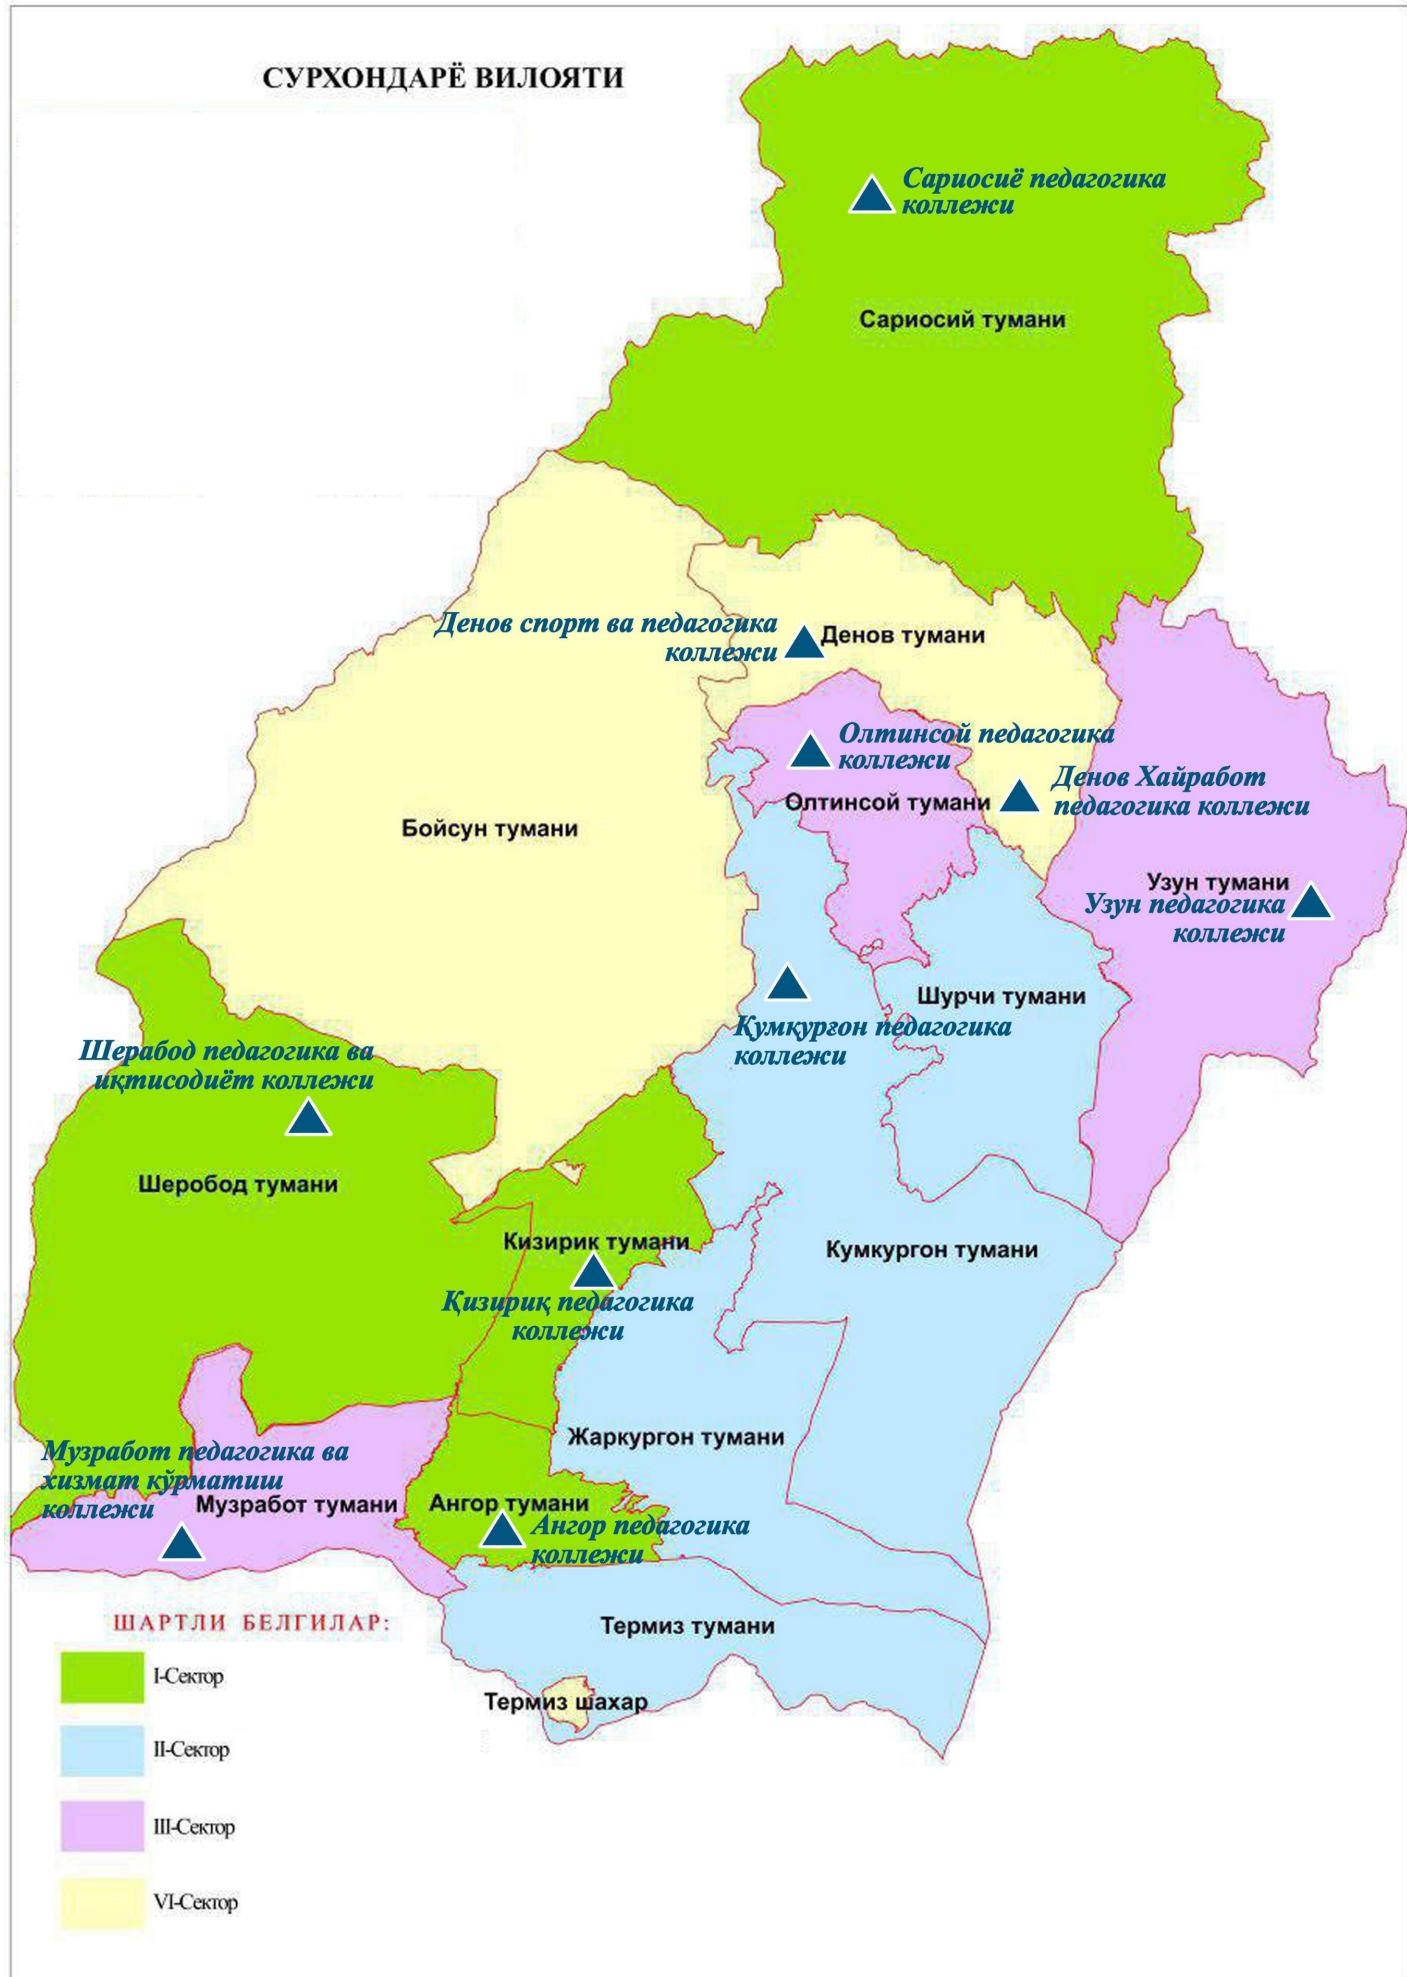 СУРХОНДАРЁ ВИЛОЯТИ
Сариосиё педагогика
коллежи
Сариосий тумани
Денов спорт ва педагогика
коллежи
Денов тумани
Олтинсой педагогика
коллежи
Денов Хайработ
педагогика коллежи
Олтинсой тумани
Бойсун тумани
Узун тумани
Узун педагогика
коллежи
Шурчи тумани
Қумқурғон педагогика
коллежи
Шерабод педагогика ва
иқтисодиёт коллежи
Шеробод тумани
Кизирик тумани
Кумкургон тумани
Қизириқ педагогика
коллежи
Жаркургон тумани
Музработ педагогика ва
хизмат кўрматиш
коллежи
Музработ тумани
Ангор тумани
Ангор педагогика
коллежи
Термиз тумани
Термиз шахар
ШАРТЛИ БЕЛГИЛАР:
I-Сектор
II-Сектор
III-Сектор
VI-Сектор